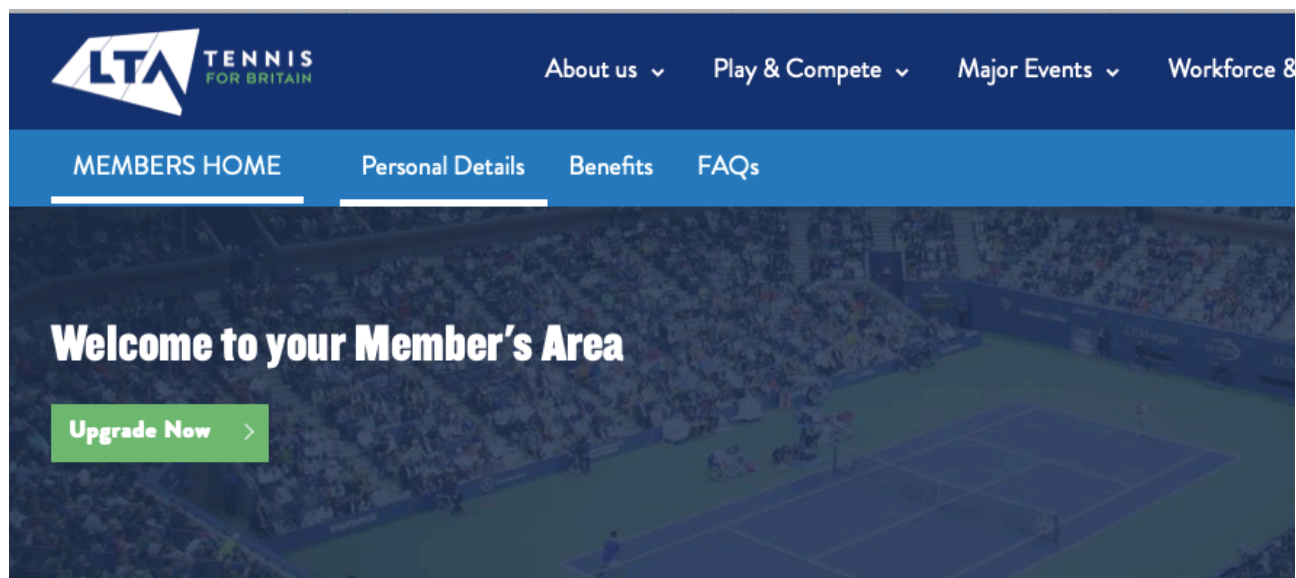 LTA TENNIS
FOR BRITAIN
About us Play & Compete Major Events Workforce &
MEMBERS HOME Personal Details Benefits FAQs
Welcome to your Member's Area
Upgrade Now